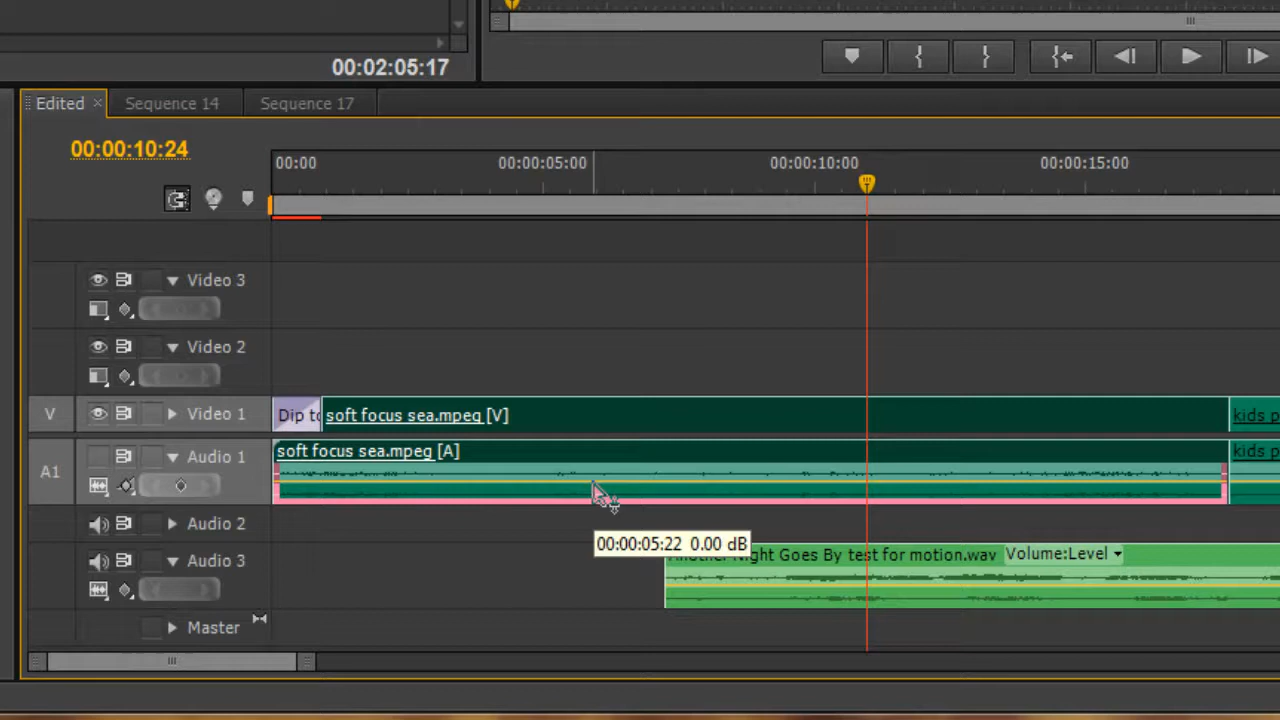 00:02:05:17
Edited × Sequence 14 Sequence 17
00:00:10:24
00:00 00:00:05:00 00:00:10:00 00:00:15:00
Video 3
Video 2
V Video 1 Dip to soft focus sea.mpeg [V] kids p
A1 Audio 1 soft focus sea.mpeg [A] kids p
Audio 2
00:00:05:22 0.00 dB
Audio 3 Night Goes By test for motion.wav Volume:Level
Master